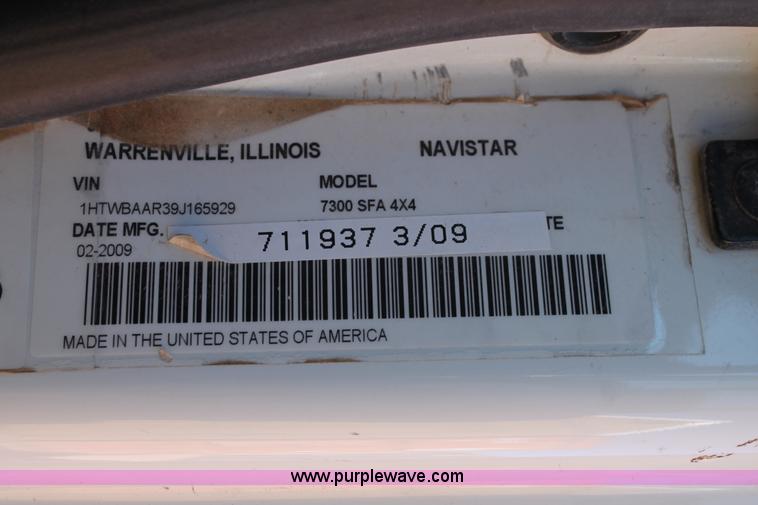 WARRENVILLE, ILLINOIS NAVISTAR
VIN MODEL
1HTWBAAR39J165929 7300 SFA 4X4
DATE MFG. TE
02-2009 711937 3/09
MADE IN THE UNITED STATES OF AMERICA
www.purplewave.com